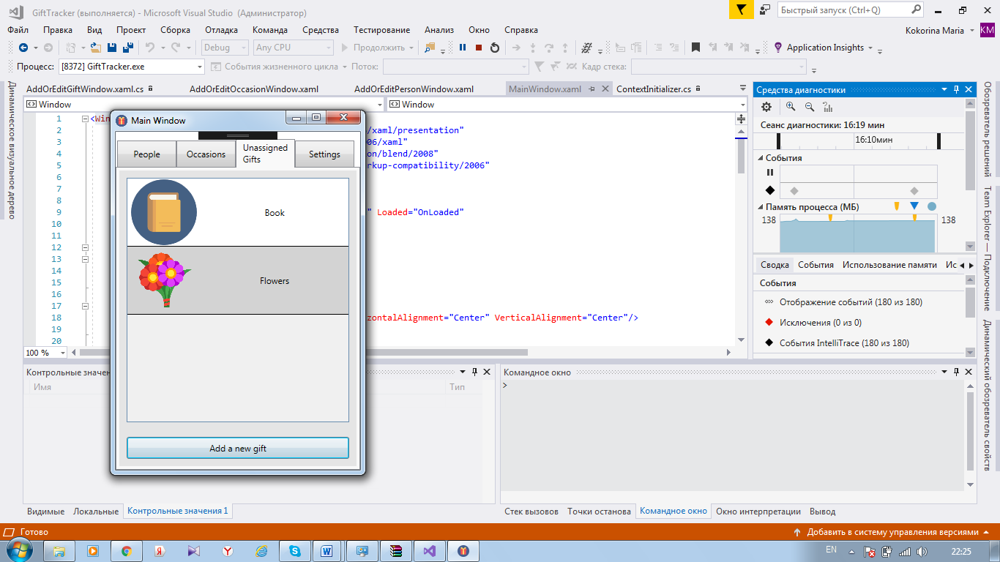 GiftTracker (выполняется) - Microsoft Visual Studio (Администратор)
Быстрый запуск (Ctrl+Q)
Файл Правка Вид Проект Сборка Отладка Команда Средства Тестирование Анализ Окно Справка
Kokorina Maria KM
Debug Any CPU Продолжить Application Insights
Процесс: [8372] GiftTracker.exe События жизненного цикла Поток: Кадр стека:
Динамическое визуальное дерево
AddOrEditGiftWindow.xaml.cs AddOrEditOccasionWindow.xaml AddOrEditPersonWindow.xaml MainWindow.xaml ContextInitializer.cs
Window Window
1 <Win
2 /xaml/presentation"
3 06/xaml"
4 on/blend/2008"
5 rkup-compatibility/2006"
6
7
8
9 " Loaded="OnLoaded"
10
11
12
13
14
15
16
17
18 zontalAlignment="Center" VerticalAlignment="Center"/>
19
20
100 %
Main Window
People
Occasions
Unassigned
Gifts
Settings
Book
Flowers
Add a new gift
Средства диагностики
Сеанс диагностики: 16:19 мин
16:10мин
События
Память процесса (МБ)
138 138
Сводка События Использование памяти Ис
События
Отображение событий (180 из 180)
Исключения (0 из 0)
События IntelliTrace (180 из 180)
Обозреватель решений
Team Explorer — Подключение
Динамический обозреватель свойств
Контрольные значен
Имя Тип
Командное окно
>
Видимые Локальные Контрольные значения 1
Стек вызовов Точки останова Командное окно Окно интерпретации Вывод
Готово
Добавить в систему управления версиями
EN 22:25